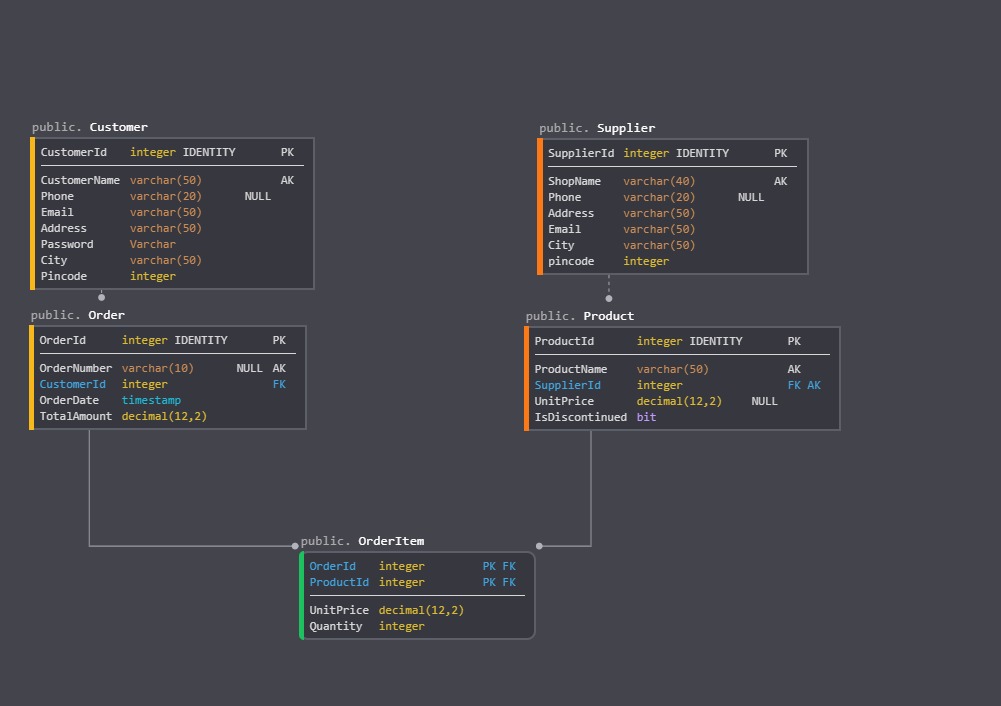 public. Customer
CustomerId integer IDENTITY PK
CustomerName varchar(50) AK
Phone varchar(20) NULL
Email varchar(50)
Address varchar(50)
Password Varchar
City varchar(50)
Pincode integer
public. Supplier
SupplierId integer IDENTITY PK
ShopName varchar(40) AK
Phone varchar(20) NULL
Address varchar(50)
Email varchar(50)
City varchar(50)
pincode integer
public. Order
OrderId integer IDENTITY PK
OrderNumber varchar(10) NULL AK
CustomerId integer FK
OrderDate timestamp
TotalAmount decimal(12,2)
public. Product
ProductId integer IDENTITY PK
ProductName varchar(50) AK
SupplierId integer FK AK
UnitPrice decimal(12,2) NULL
IsDiscontinued bit
public. OrderItem
OrderId integer PK FK
ProductId integer PK FK
UnitPrice decimal(12,2)
Quantity integer